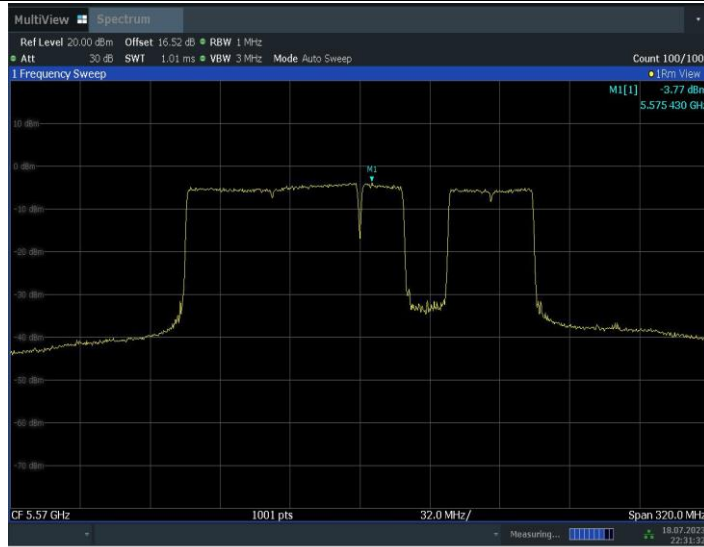 MultiView Spectrum
Ref Level 20.00 dBm Offset 16.52 dB RBW 1 MHz
Att 30 dB SWT 1.01 ms VBW 3 MHz Mode Auto Sweep Count 100/100
1 Frequency Sweep 1Rm View
M1[1] -3.77 dBm
5.575 430 GHz
10 dBm
0 dBm
M1
-10 dBm
-20 dBm
-30 dBm
-40 dBm
-50 dBm
-60 dBm
-70 dBm
CF 5.57 GHz 1001 pts 32.0 MHz/ Span 320.0 MHz
Measuring... 18.07.2023
22:31:32